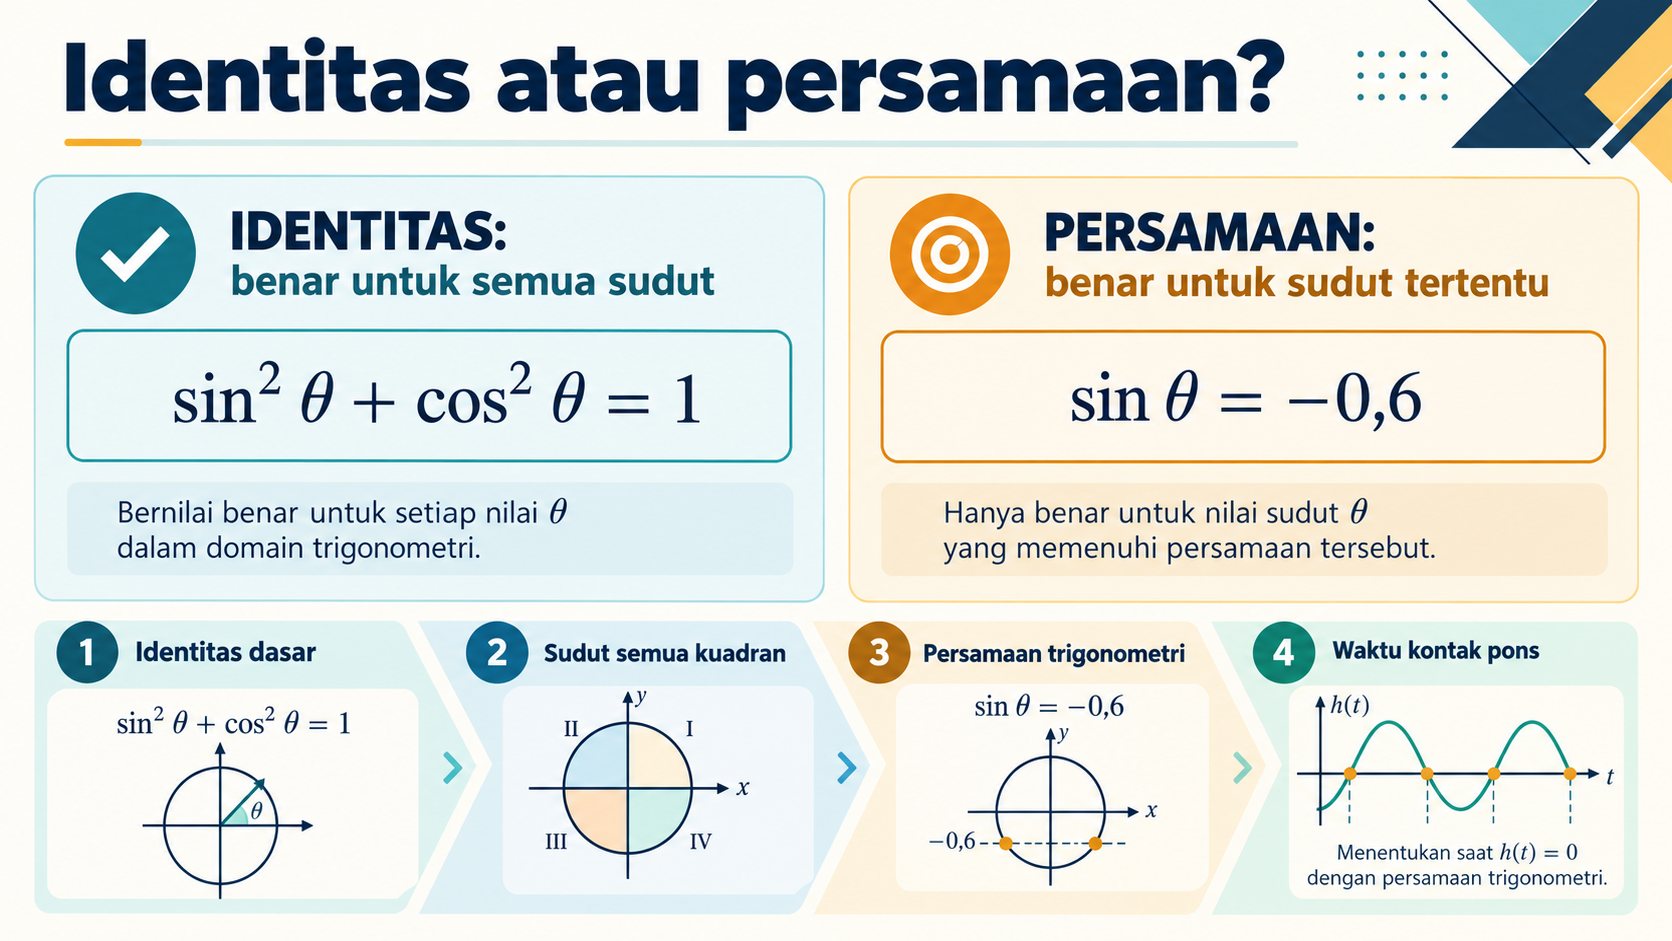 Identitas atau persamaan?
IDENTITAS:
benar untuk semua sudut
sin² θ + cos² θ = 1
Bernilai benar untuk setiap nilai θ
dalam domain trigonometri.
PERSAMAAN:
benar untuk sudut tertentu
sin θ = −0,6
Hanya benar untuk nilai sudut θ
yang memenuhi persamaan tersebut.
1 Identitas dasar
sin² θ + cos² θ = 1
θ
2 Sudut semua kuadran
y
II I
x
III IV
3 Persamaan trigonometri
sin θ = −0,6
y
x
−0,6
4 Waktu kontak pons
h(t)
t
Menentukan saat h(t) = 0
dengan persamaan trigonometri.